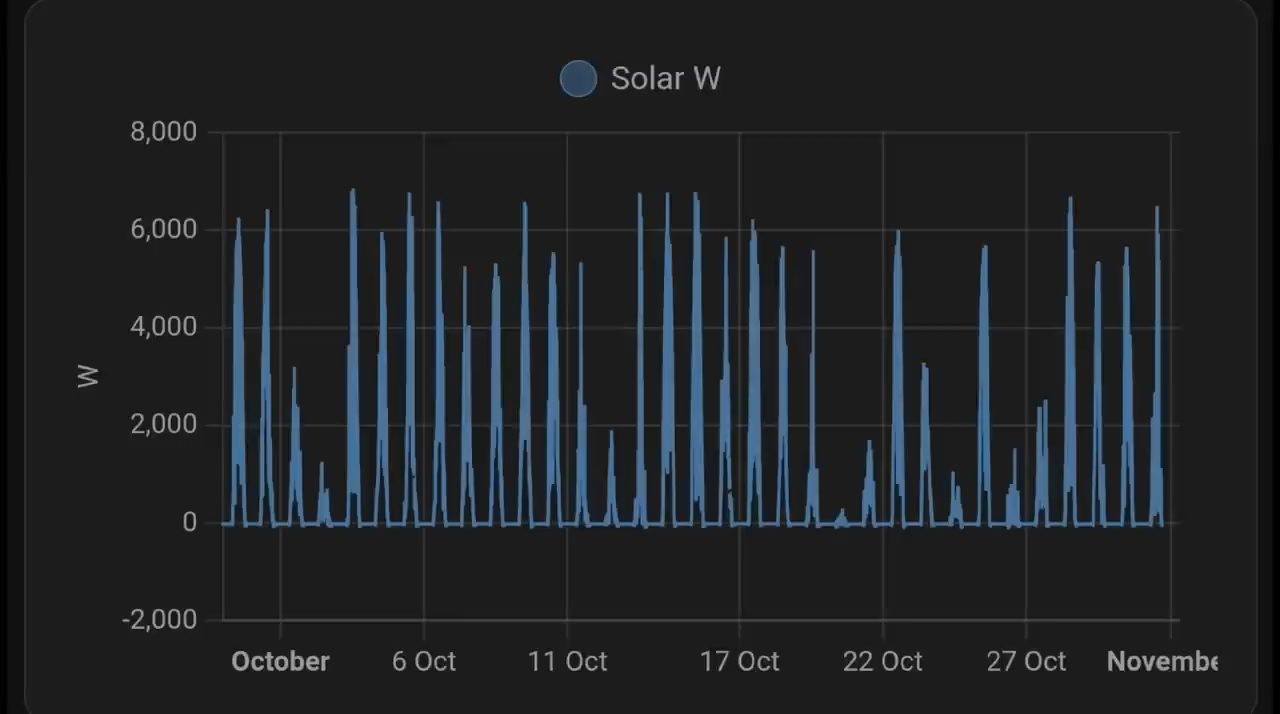 Solar W
8,000
6,000
4,000
W
2,000
0
-2,000
October 6 Oct 11 Oct 17 Oct 22 Oct 27 Oct Novembe